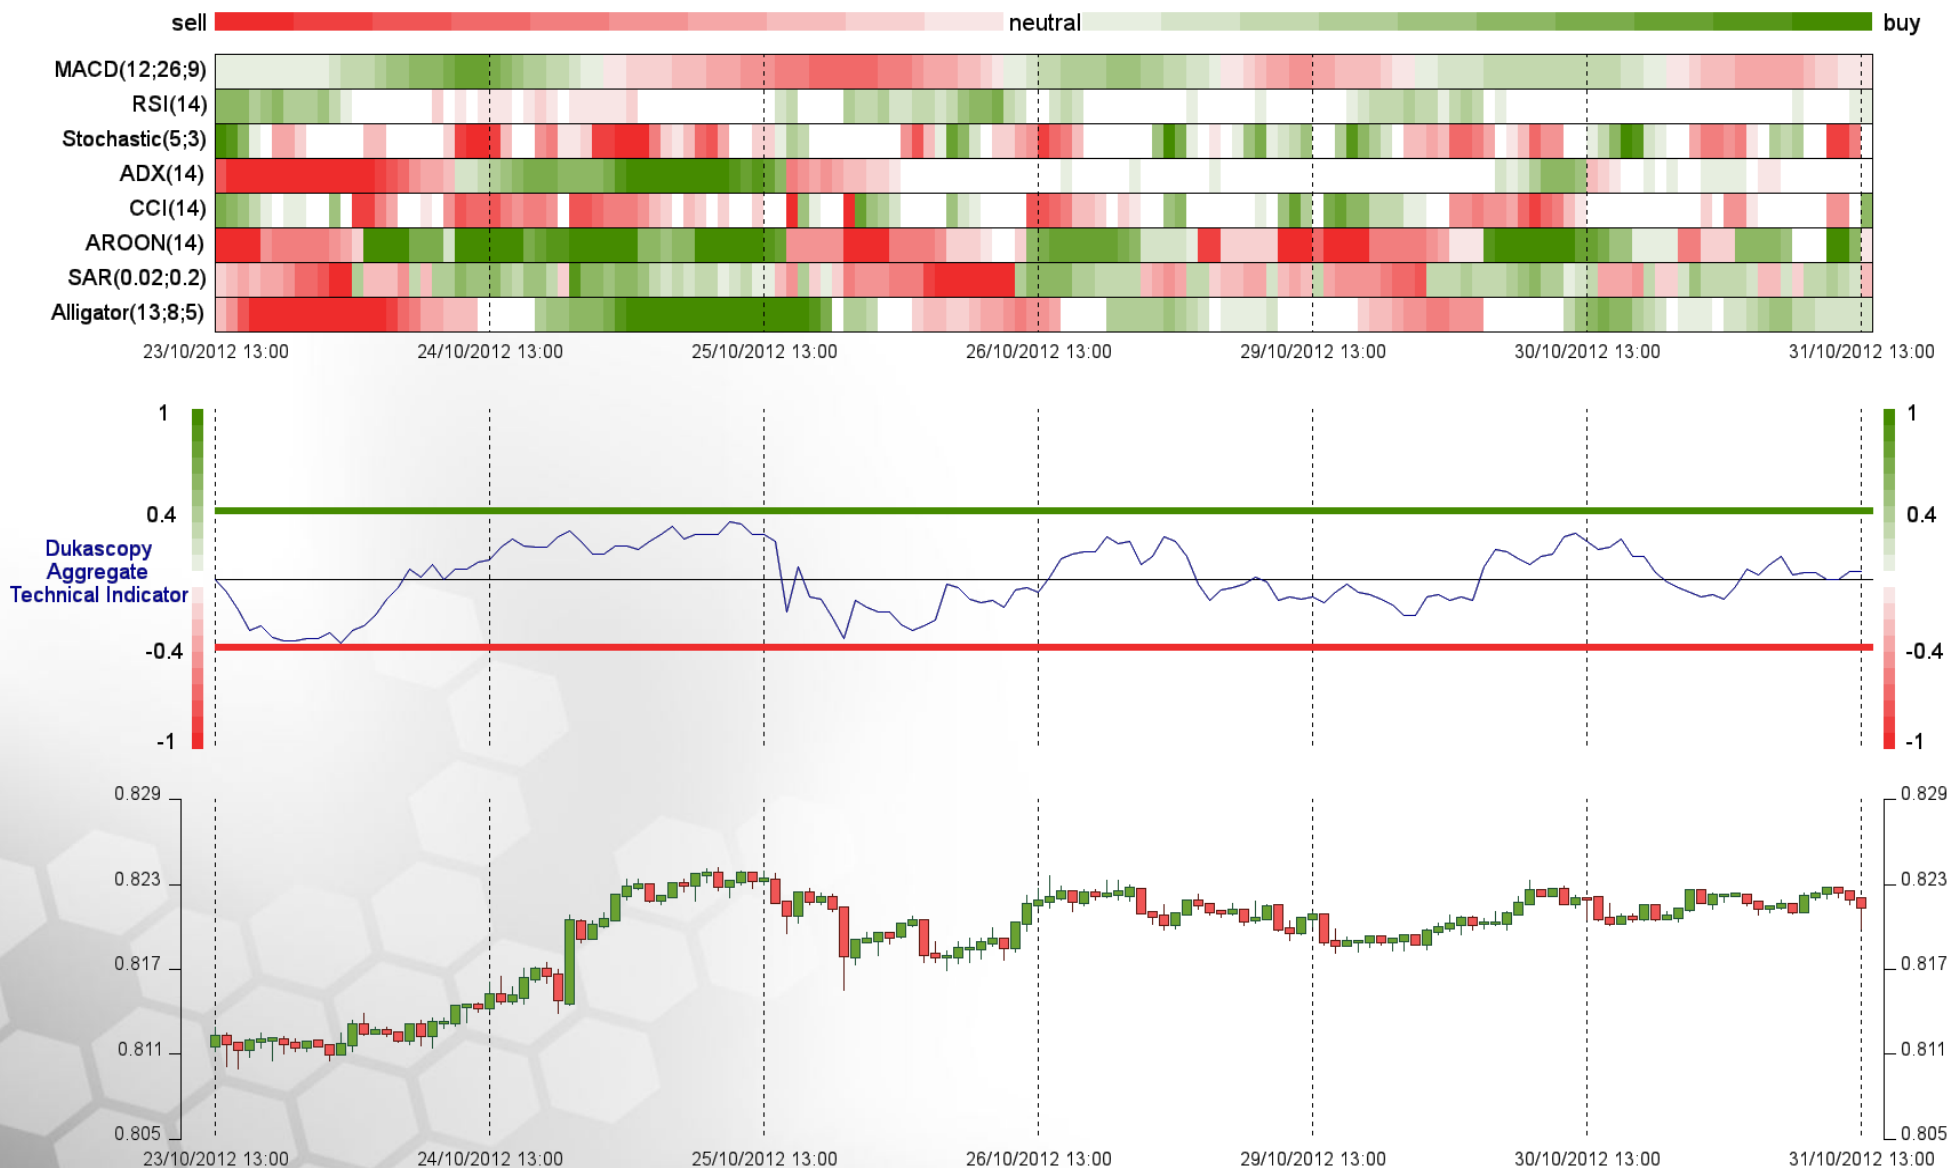 sell neutral buy
MACD(12;26;9)
RSI(14)
Stochastic(5;3)
ADX(14)
CCI(14)
AROON(14)
SAR(0.02;0.2)
Alligator(13;8;5)
23/10/2012 13:00 24/10/2012 13:00 25/10/2012 13:00 26/10/2012 13:00 29/10/2012 13:00 30/10/2012 13:00 31/10/2012 13:00
1 1
0.4 0.4
Dukascopy
Aggregate
Technical Indicator
-0.4 -0.4
-1 -1
0.829 0.829
0.823 0.823
0.817 0.817
0.811 0.811
0.805 0.805
23/10/2012 13:00 24/10/2012 13:00 25/10/2012 13:00 26/10/2012 13:00 29/10/2012 13:00 30/10/2012 13:00 31/10/2012 13:00